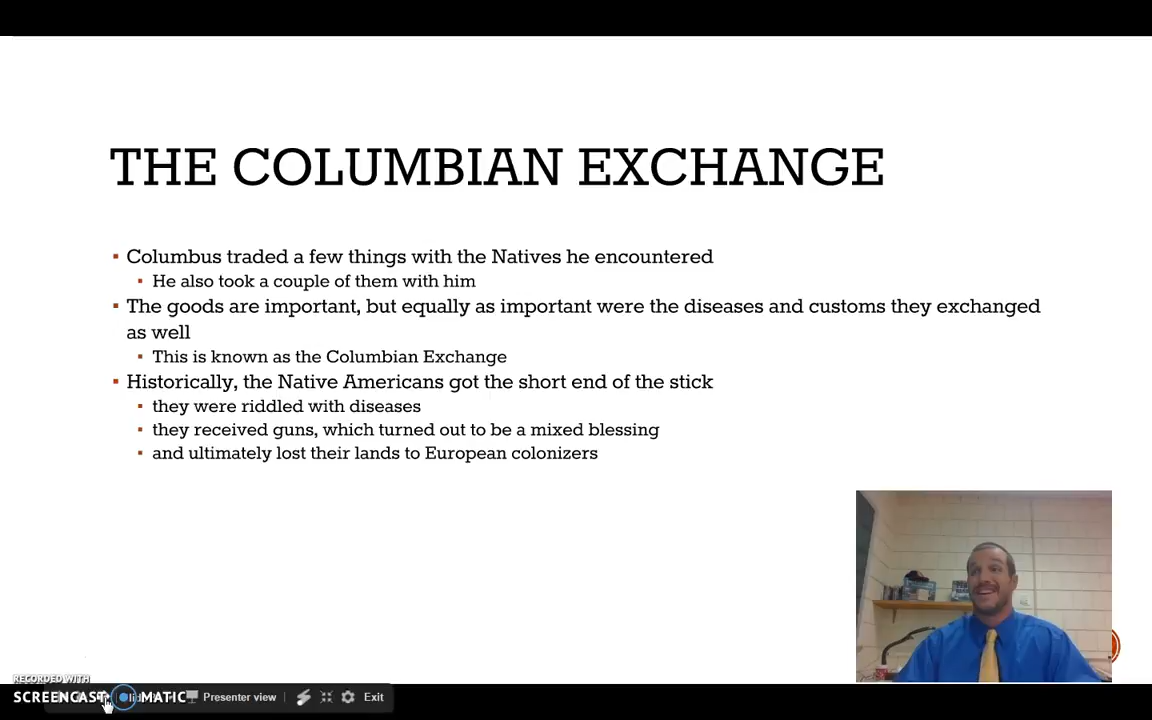 THE COLUMBIAN EXCHANGE
Columbus traded a few things with the Natives he encountered
He also took a couple of them with him
The goods are important, but equally as important were the diseases and customs they exchanged
as well
This is known as the Columbian Exchange
Historically, the Native Americans got the short end of the stick
they were riddled with diseases
they received guns, which turned out to be a mixed blessing
and ultimately lost their lands to European colonizers
RECORDED WITH
SCREENCAST MATIC Presenter view Exit